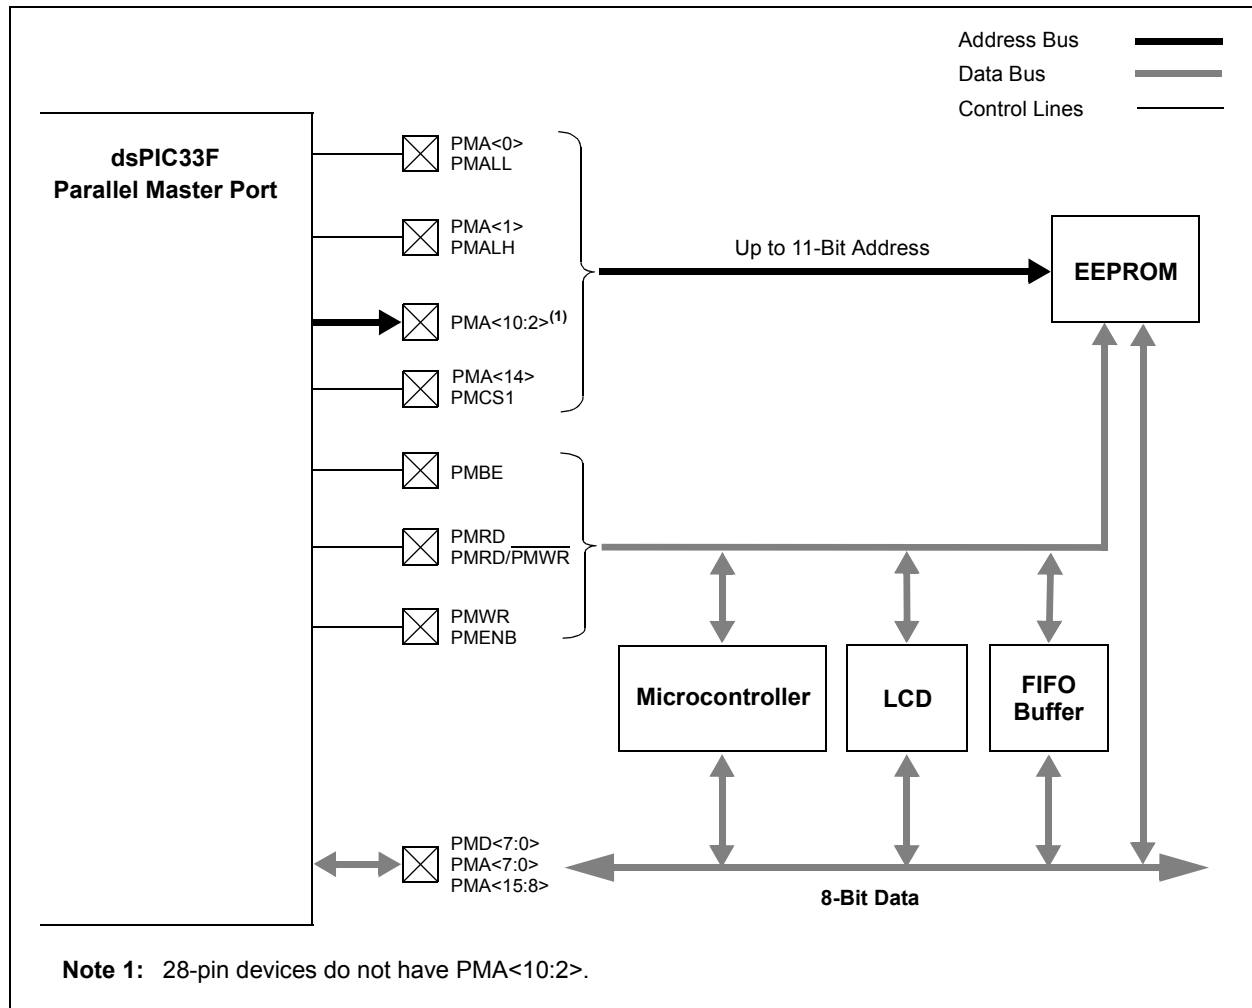 Address Bus
Data Bus
Control Lines
dsPIC33F
Parallel Master Port
PMA<0>
PMALL
PMA<1>
PMALH
Up to 11-Bit Address
EEPROM
PMA<10:2>(1)
PMA<14>
PMCS1
PMBE
PMRD
PMRD/PMWR
PMWR
PMENB
Microcontroller
LCD
FIFO
Buffer
PMD<7:0>
PMA<7:0>
PMA<15:8>
8-Bit Data
Note 1: 28-pin devices do not have PMA<10:2>.